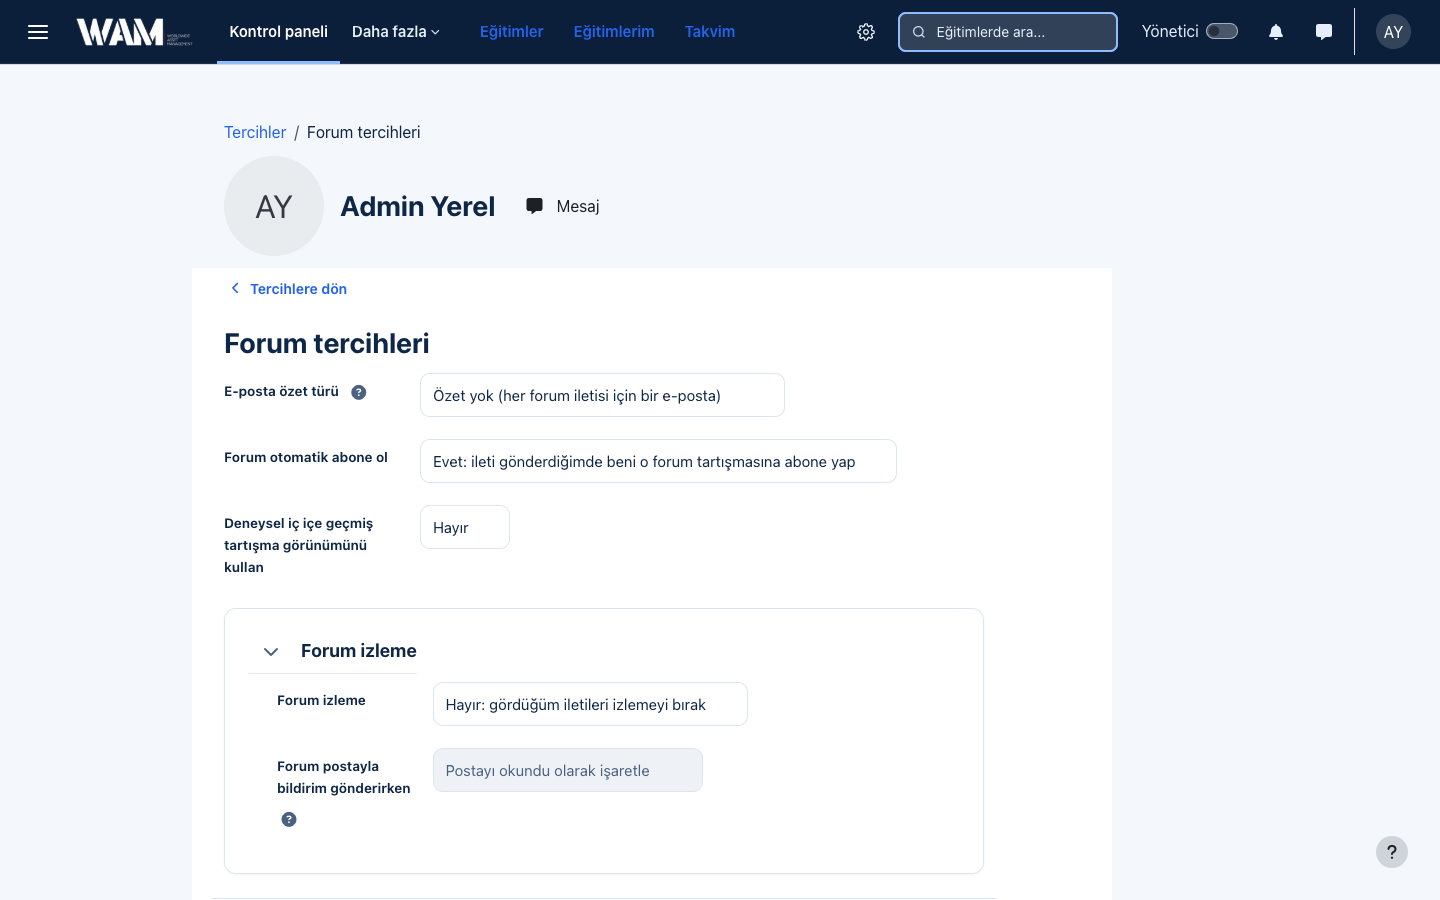 WAM
Kontrol paneli
Daha fazla
Eğitimler
Eğitimlerim
Takvim
Eğitimlerde ara...
Yönetici
AY
Tercihler / Forum tercihleri
AY
Admin Yerel
Mesaj
Tercihlere dön
Forum tercihleri
E-posta özet türü
?
Özet yok (her forum iletisi için bir e-posta)
Forum otomatik abone ol
Evet: ileti gönderdiğimde beni o forum tartışmasına abone yap
Deneysel iç içe geçmiş
tartışma görünümünü
kullan
Hayır
Forum izleme
Forum izleme
Hayır: gördüğüm iletileri izlemeyi bırak
Forum postayla
bildirim gönderirken
?
Postayı okundu olarak işaretle
?